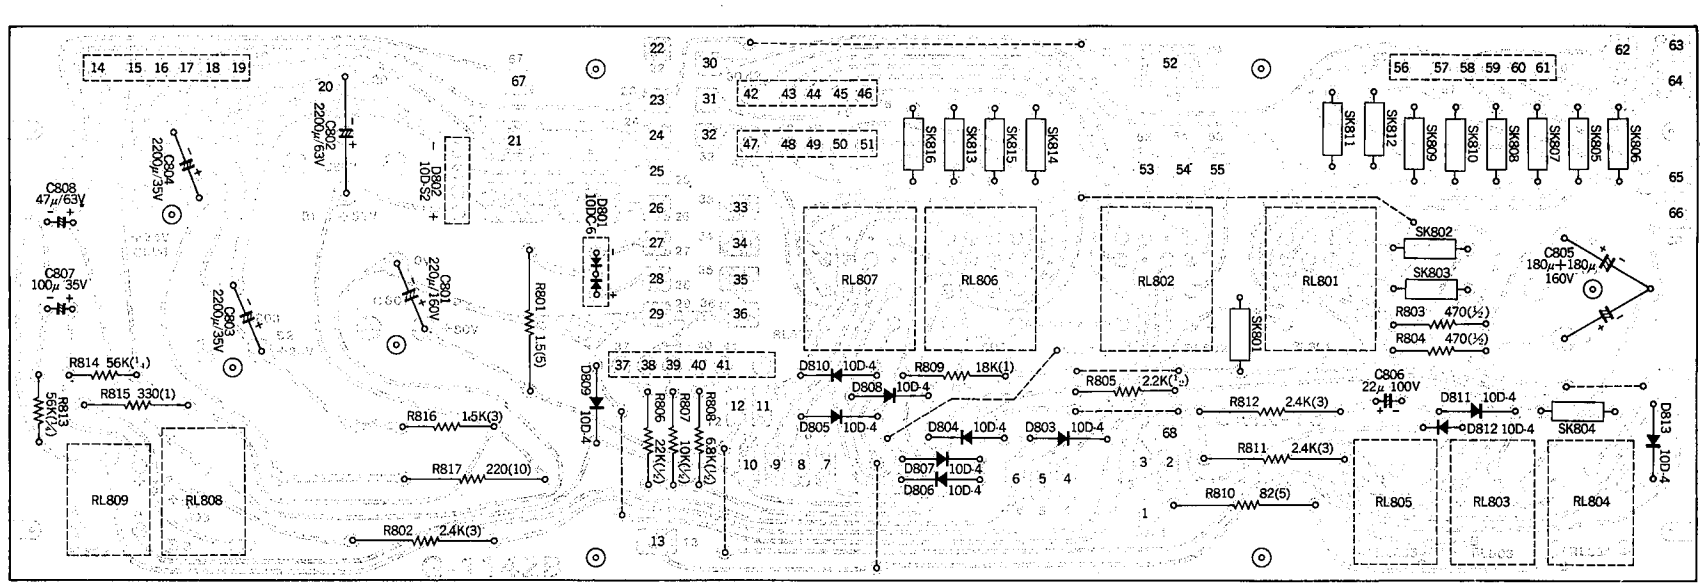 22
62
63
14 15 16 17 18 19
67
30
52
56 57 58 59 60 61
64
20
C802
2200μ/63V
23
31
42 43 44 45 46
SK811
SK812
C804
2200μ/35V
21
24
32
47 48 49 50 51
SK816
SK813
SK815
SK814
SK809
SK810
SK808
SK807
SK805
SK806
D802
10DS2
25
53 54 55
65
C808
47μ/63V
D801
10DC6
26
33
66
27
34
SK802
C807
100μ 35V
C801
220μ/160V
28
35
RL807
RL806
RL802
RL801
SK803
C805
180μ+180μ
160V
C803
2200μ/35V
R801
1.5(5)
29
36
SK801
R803 470(½)
R804 470(½)
R814 56K
R815 330(1)
37 38 39 40 41
D810 10D-4
R809 18K(1)
D808 10D-4
R805 2.2K
C806
22μ 100V
R813
D809 10D-4
R806 2.2K(½)
R807 10K(½)
R808 6.8K(½)
12 11
R816 1.5K(3)
D805 10D-4
D804 10D-4
D803 10D-4
68
R812 2.4K(3)
D811 10D-4
D812 10D-4
SK804
D813 10D-4
R817 220(10)
10 9 8 7
D807 10D-4
D806 10D-4
6 5 4
3 2
R811 2.4K(3)
RL809
RL808
R810 82(5)
1
RL805
RL803
RL804
R802 2.4K(3)
13